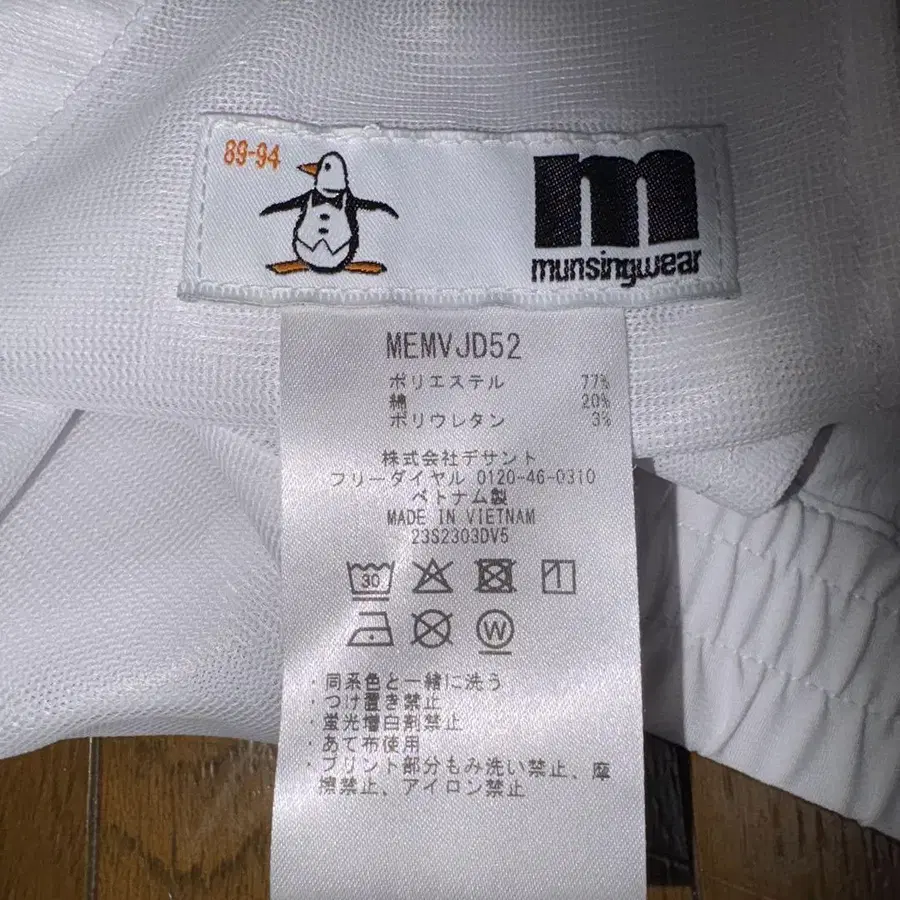 89-94
m
munsingwear
MEMVJD52
ポリエステル 77%
綿 20%
ポリウレタン 3%
株式会社デサント
フリーダイヤル 0120-46-0310
ベトナム製
MADE IN VIETNAM
23S2303DV5
30
W
・同系色と一緒に洗う
・つけ置き禁止
・蛍光増白剤禁止
・あて布使用
・プリント部分もみ洗い禁止、摩
擦禁止、アイロン禁止